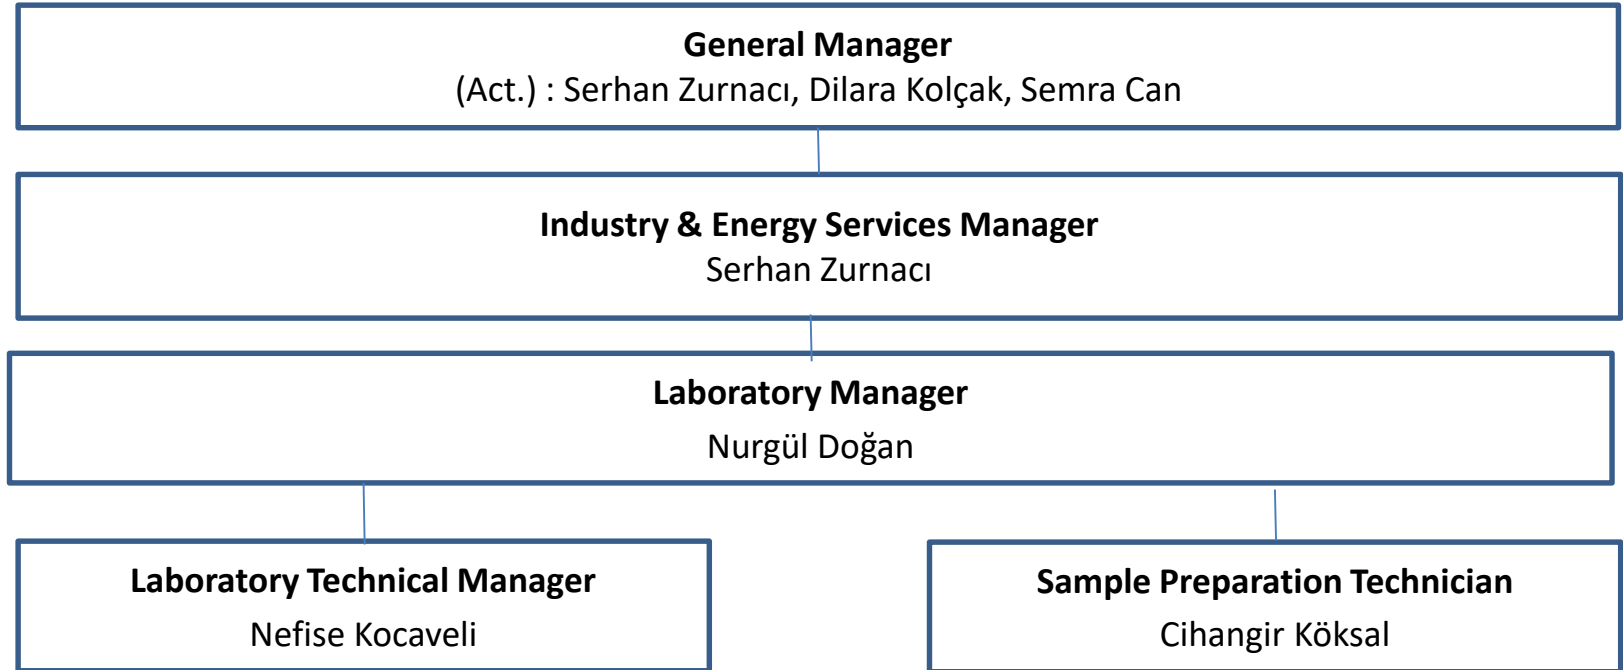 General Manager
(Act.) : Serhan Zurnacı, Dilara Kolçak, Semra Can
Industry & Energy Services Manager
Serhan Zurnacı
Laboratory Manager
Nurgül Doğan
Laboratory Technical Manager
Nefise Kocaveli
Sample Preparation Technician
Cihangir Köksal